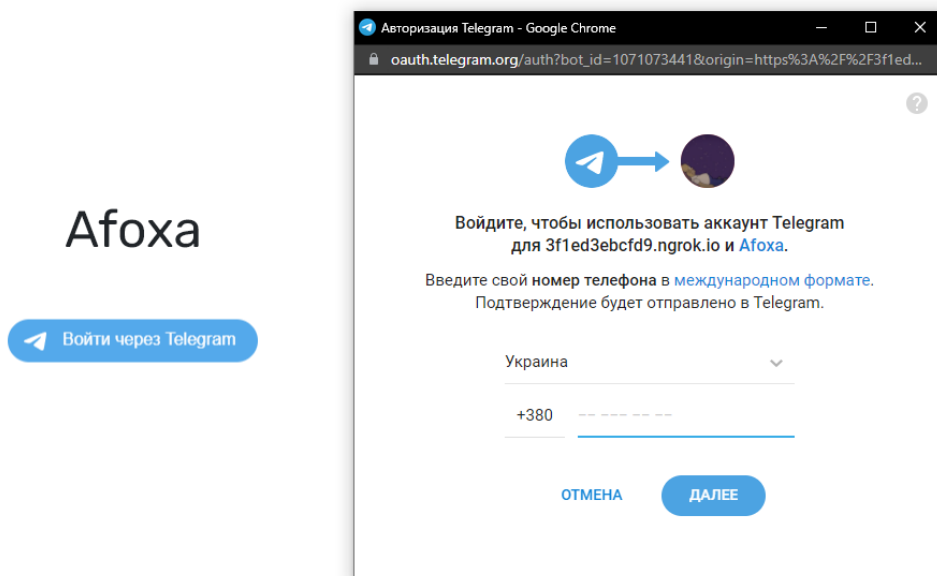 Afoxa
Войти через Telegram
Авторизация Telegram - Google Chrome
oauth.telegram.org/auth?bot_id=1071073441&origin=https%3A%2F%2F3f1ed...
?
Войдите, чтобы использовать аккаунт Telegram
для 3f1ed3ebcfd9.ngrok.io и Afoxa.
Введите свой номер телефона в международном формате.
Подтверждение будет отправлено в Telegram.
Украина
+380 -- --- -- --
ОТМЕНА ДАЛЕЕ